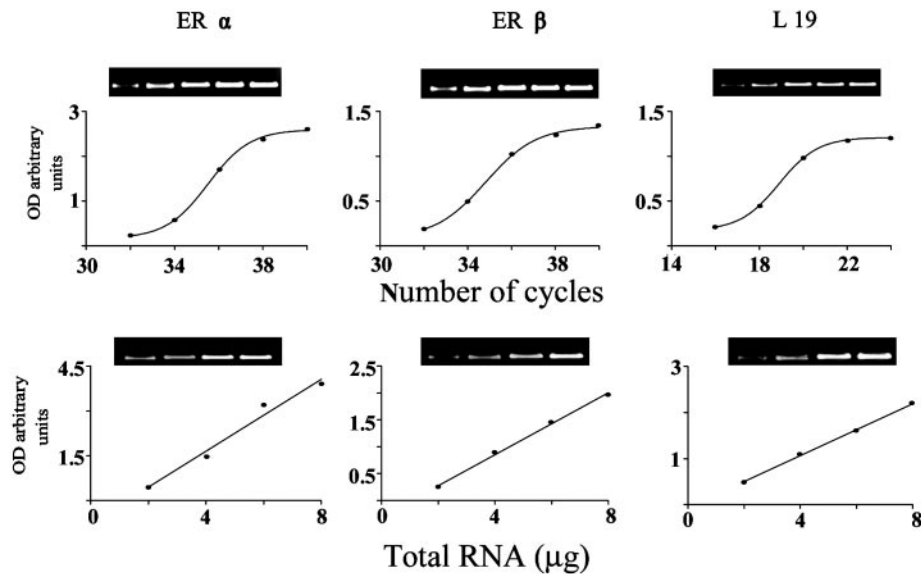 ER α ER β L 19
OD arbitrary
units
3
1
30 34 38
1.5
0.5
30 34 38
1.5
0.5
14 18 22
Number of cycles
OD arbitrary
units
4.5
1.5
0 4 8
2.5
1.5
0.5
0 4 8
3
1
0 4 8
Total RNA (µg)